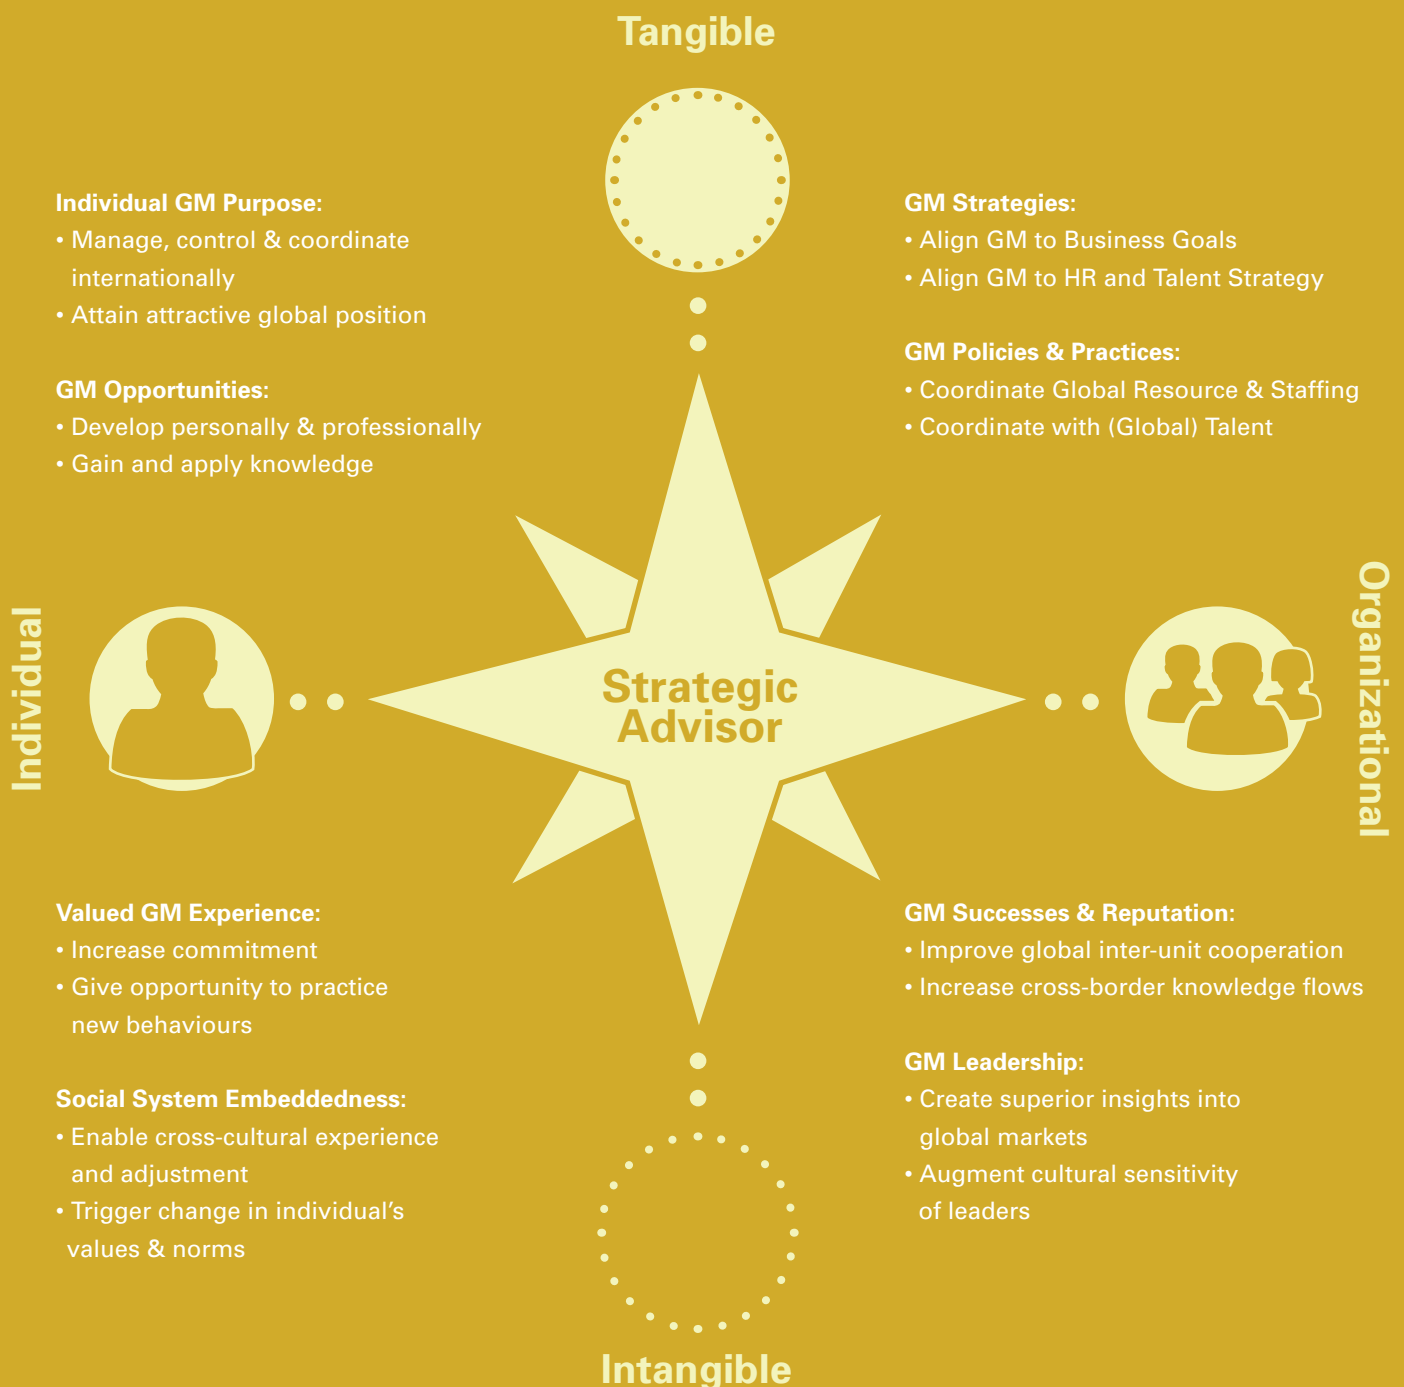 Tangible
Individual GM Purpose:
• Manage, control & coordinate
internationally
• Attain attractive global position
GM Opportunities:
• Develop personally & professionally
• Gain and apply knowledge
GM Strategies:
• Align GM to Business Goals
• Align GM to HR and Talent Strategy
GM Policies & Practices:
• Coordinate Global Resource & Staffing
• Coordinate with (Global) Talent
Individual
Strategic
Advisor
Organizational
Valued GM Experience:
• Increase commitment
• Give opportunity to practice
new behaviours
Social System Embeddedness:
• Enable cross-cultural experience
and adjustment
• Trigger change in individual’s
values & norms
GM Successes & Reputation:
• Improve global inter-unit cooperation
• Increase cross-border knowledge flows
GM Leadership:
• Create superior insights into
global markets
• Augment cultural sensitivity
of leaders
Intangible